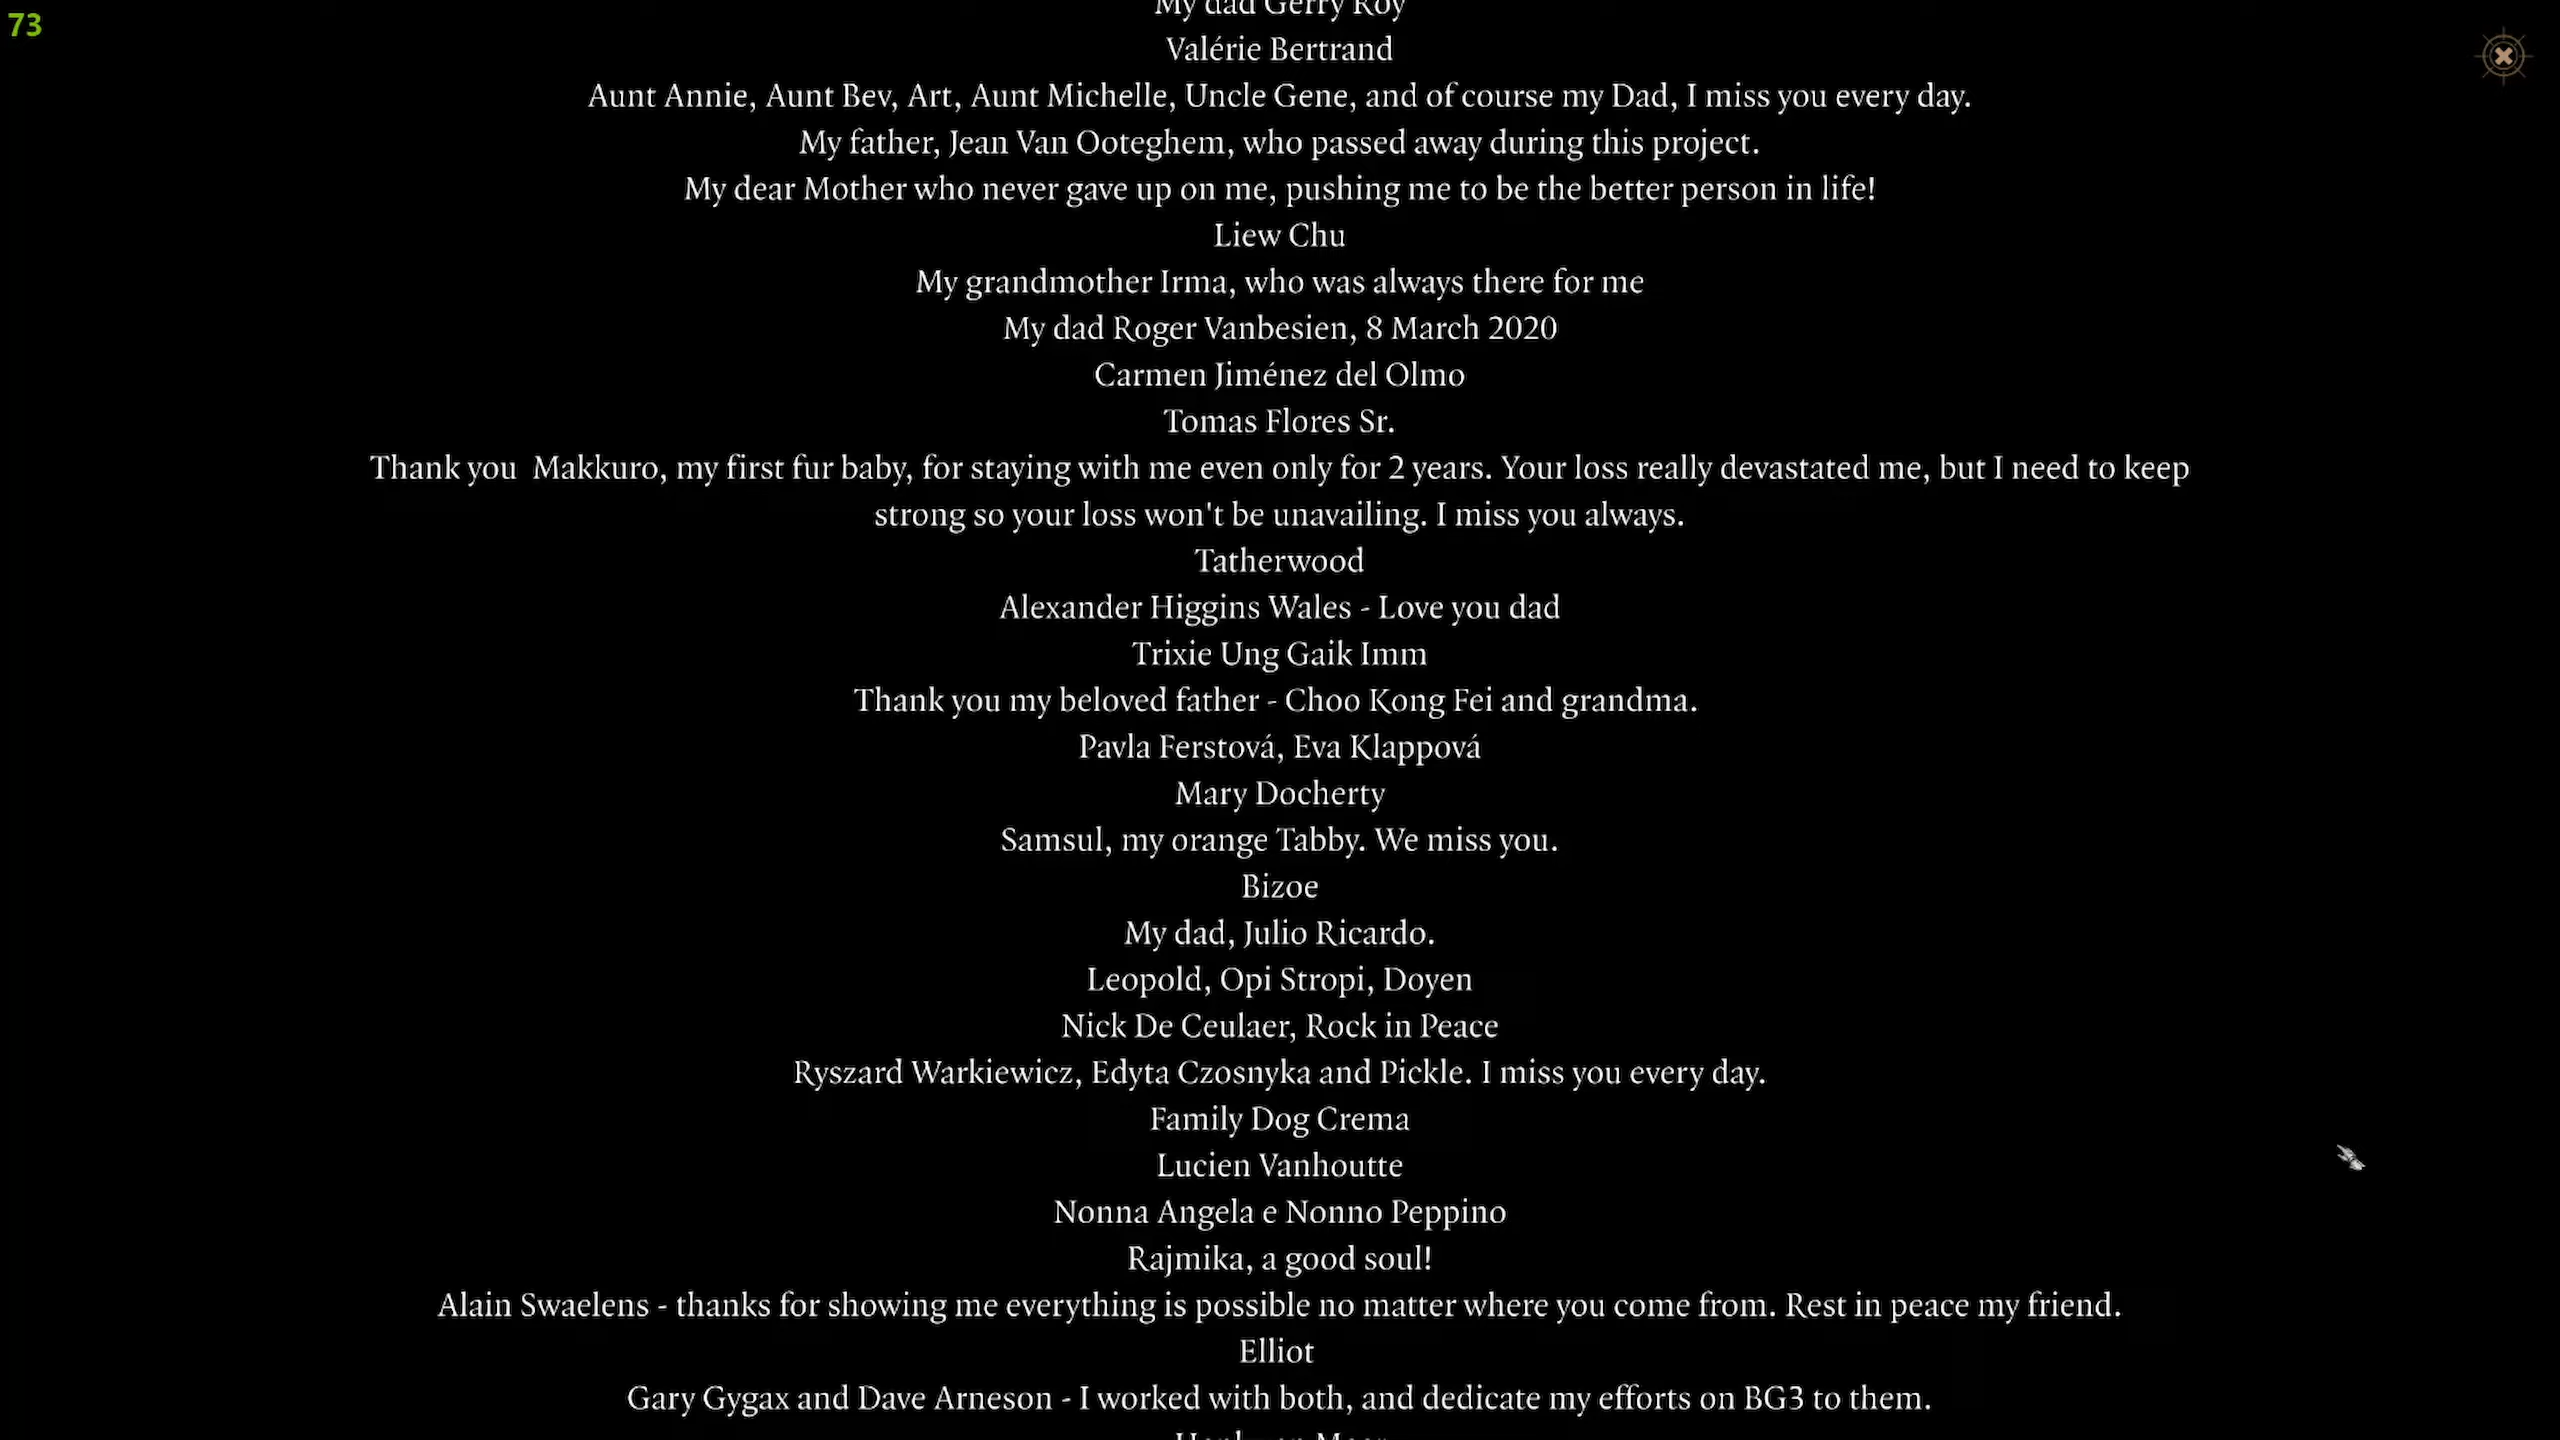 73
My dad Gerry Roy
Valérie Bertrand
Aunt Annie, Aunt Bev, Art, Aunt Michelle, Uncle Gene, and of course my Dad, I miss you every day.
My father, Jean Van Ooteghem, who passed away during this project.
My dear Mother who never gave up on me, pushing me to be the better person in life!
Liew Chu
My grandmother Irma, who was always there for me
My dad Roger Vanbesien, 8 March 2020
Carmen Jiménez del Olmo
Tomas Flores Sr.
Thank you  Makkuro, my first fur baby, for staying with me even only for 2 years. Your loss really devastated me, but I need to keep
strong so your loss won't be unavailing. I miss you always.
Tatherwood
Alexander Higgins Wales - Love you dad
Trixie Ung Gaik Imm
Thank you my beloved father - Choo Kong Fei and grandma.
Pavla Ferstová, Eva Klappová
Mary Docherty
Samsul, my orange Tabby. We miss you.
Bizoe
My dad, Julio Ricardo.
Leopold, Opi Stropi, Doyen
Nick De Ceulaer, Rock in Peace
Ryszard Warkiewicz, Edyta Czosnyka and Pickle. I miss you every day.
Family Dog Crema
Lucien Vanhoutte
Nonna Angela e Nonno Peppino
Rajmika, a good soul!
Alain Swaelens - thanks for showing me everything is possible no matter where you come from. Rest in peace my friend.
Elliot
Gary Gygax and Dave Arneson - I worked with both, and dedicate my efforts on BG3 to them.